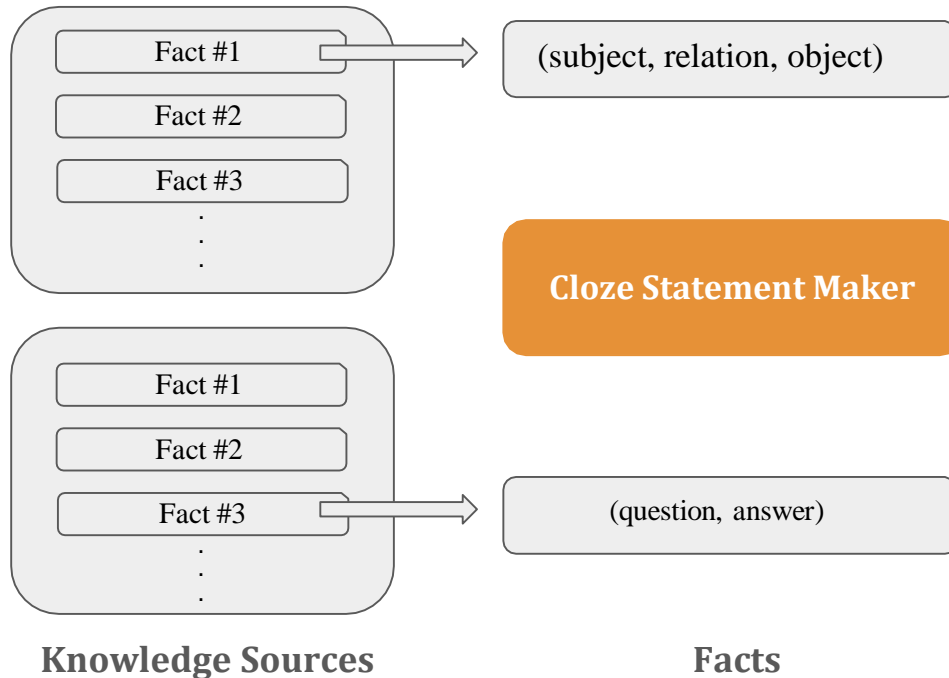 Fact #1
(subject, relation, object)
Fact #2
Fact #3
.
.
.
Cloze Statement Maker
Fact #1
Fact #2
Fact #3
(question, answer)
.
.
.
Knowledge Sources
Facts